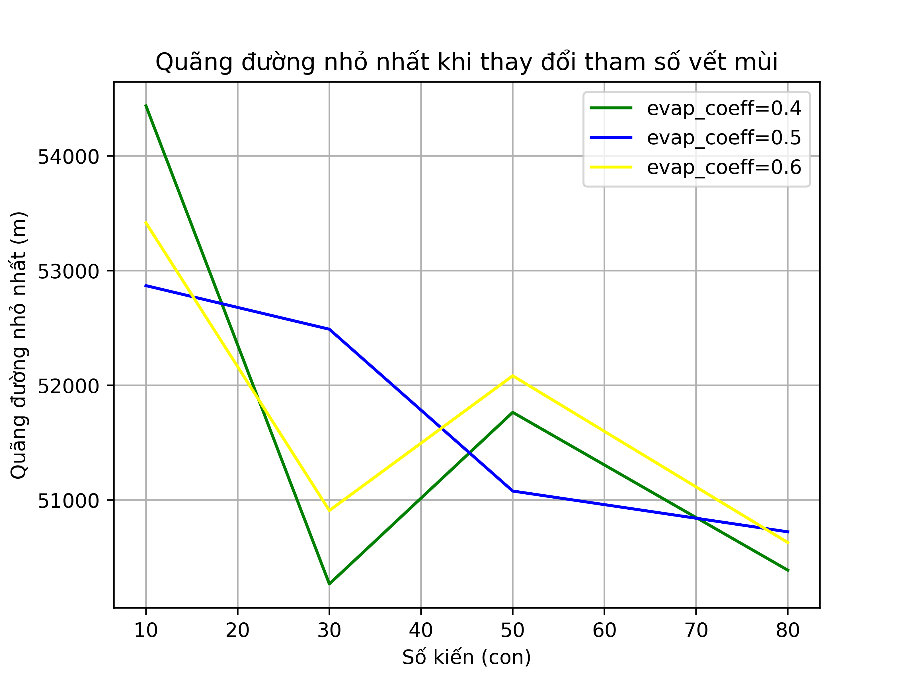 Quãng đường nhỏ nhất khi thay đổi tham số vết mùi
evap_coeff=0.4
evap_coeff=0.5
evap_coeff=0.6
Quãng đường nhỏ nhất (m)
54000
53000
52000
51000
10 20 30 40 50 60 70 80
Số kiến (con)